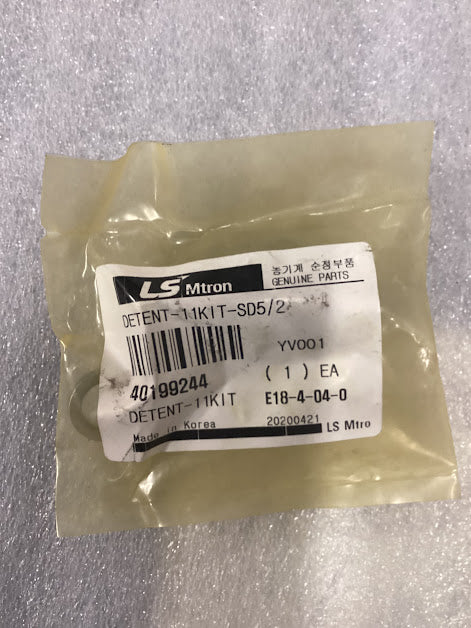 LS Mtron
농기계 순정부품
GENUINE PARTS
DETENT-11KIT-SD5/2
YV001
40199244
( 1 ) EA
DETENT-11KIT
E18-4-04-0
Made in Korea
20200421
LS Mtro